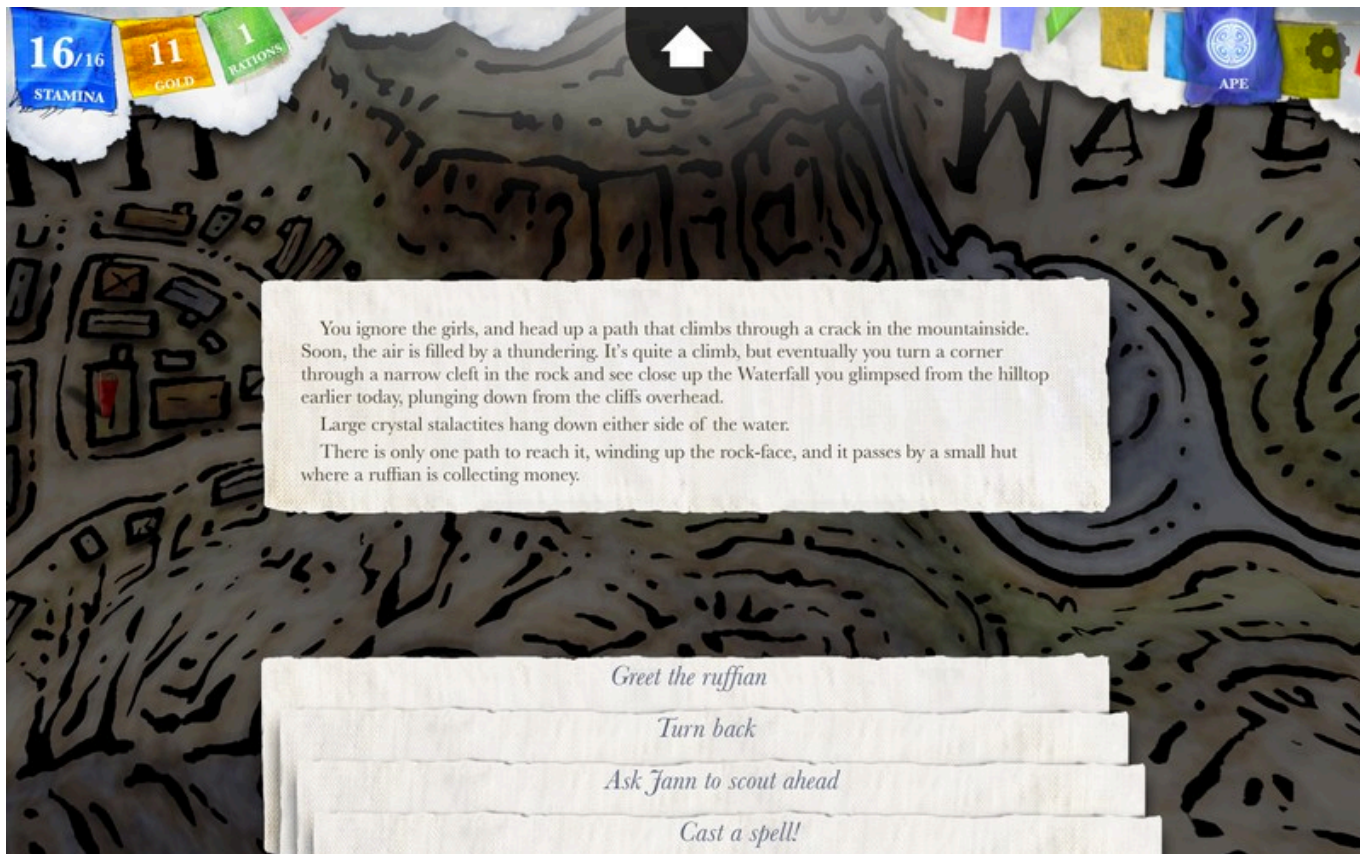 16/16
STAMINA
11
GOLD
1
RATIONS
APE
WATE
You ignore the girls, and head up a path that climbs through a crack in the mountainside.
Soon, the air is filled by a thundering. It's quite a climb, but eventually you turn a corner
through a narrow cleft in the rock and see close up the Waterfall you glimpsed from the hilltop
earlier today, plunging down from the cliffs overhead.
Large crystal stalactites hang down either side of the water.
There is only one path to reach it, winding up the rock-face, and it passes by a small hut
where a ruffian is collecting money.
Greet the ruffian
Turn back
Ask Jann to scout ahead
Cast a spell!